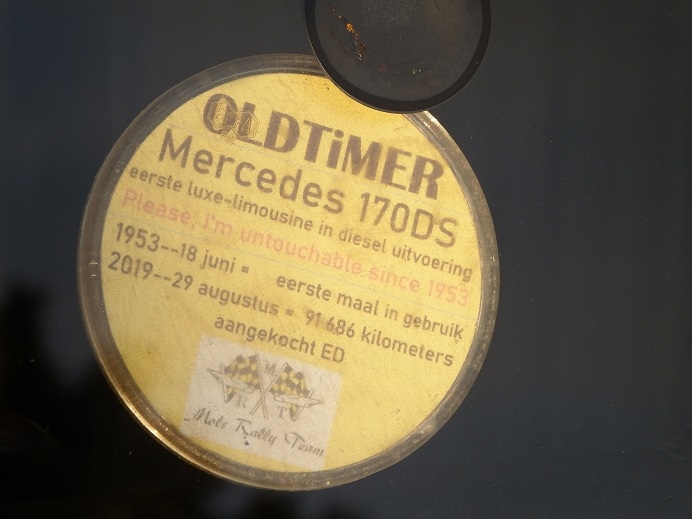 OLDTiMER
Mercedes 170DS
eerste luxe-limousine in diesel uitvoering
Please, I'm untouchable since 1953
1953--18 juni = eerste maal in gebruik
2019--29 augustus = 91 686 kilometers
aangekocht ED
M
R T
Mols Rally Team